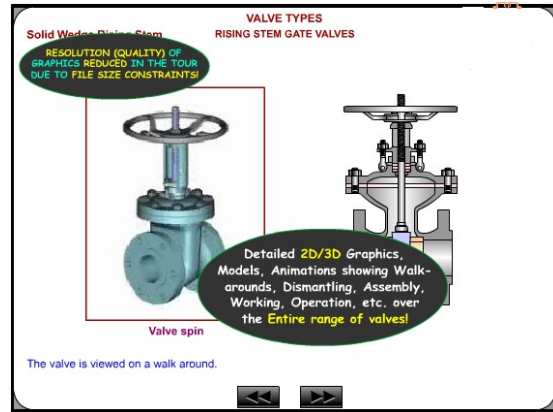 VALVE TYPES
Solid Wedge Rising Stem
RISING STEM GATE VALVES
RESOLUTION (QUALITY) OF
GRAPHICS REDUCED IN THE TOUR
DUE TO FILE SIZE CONSTRAINTS!
Detailed 2D/3D Graphics,
Models, Animations showing Walk-
arounds, Dismantling, Assembly,
Working, Operation, etc. over
the Entire range of valves!
Valve spin
The valve is viewed on a walk around.